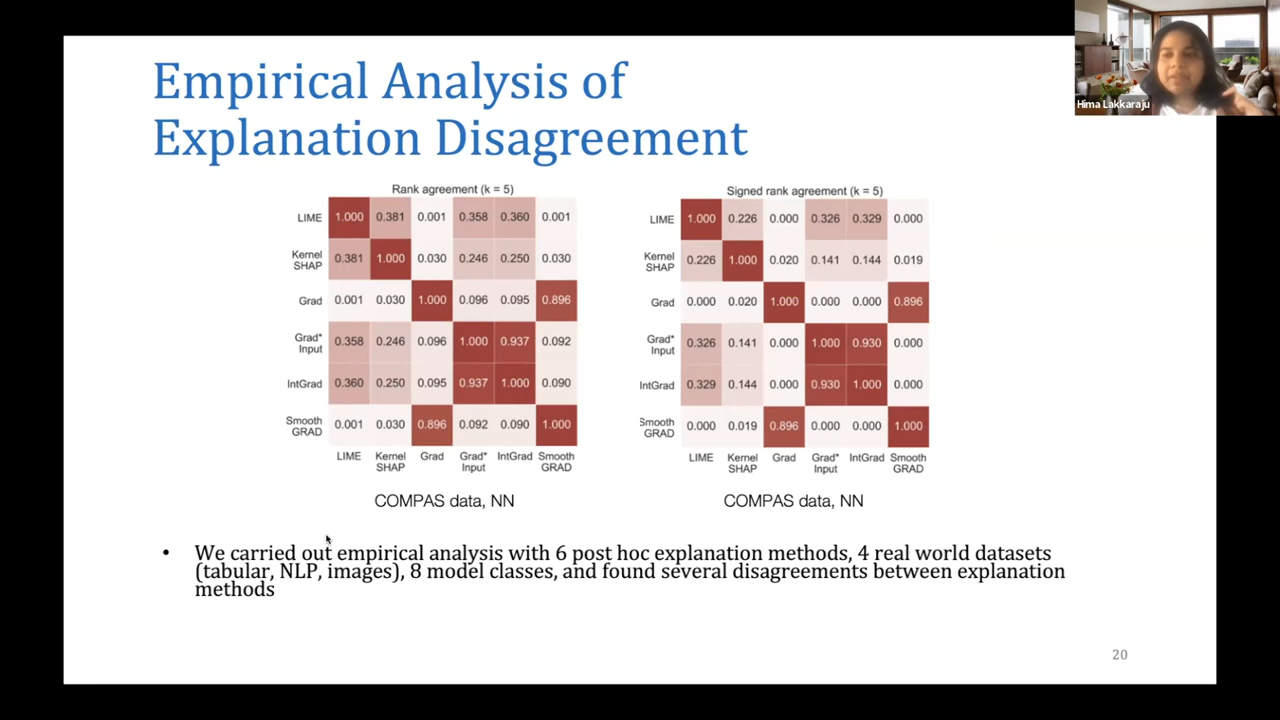 Empirical Analysis of
Explanation Disagreement
Hima Lakkaraju
Rank agreement (k = 5)
LIME 1.000 0.381 0.001 0.358 0.360 0.001
Kernel
SHAP 0.381 1.000 0.030 0.246 0.250 0.030
Grad 0.001 0.030 1.000 0.096 0.095 0.896
Grad*
Input 0.358 0.246 0.096 1.000 0.937 0.092
IntGrad 0.360 0.250 0.095 0.937 1.000 0.090
Smooth
GRAD 0.001 0.030 0.896 0.092 0.090 1.000
LIME Kernel Grad Grad* IntGrad Smooth
SHAP Input GRAD
COMPAS data, NN
Signed rank agreement (k = 5)
LIME 1.000 0.226 0.000 0.326 0.329 0.000
Kernel
SHAP 0.226 1.000 0.020 0.141 0.144 0.019
Grad 0.000 0.020 1.000 0.000 0.000 0.896
Grad*
Input 0.326 0.141 0.000 1.000 0.930 0.000
IntGrad 0.329 0.144 0.000 0.930 1.000 0.000
Smooth
GRAD 0.000 0.019 0.896 0.000 0.000 1.000
LIME Kernel Grad Grad* IntGrad Smooth
SHAP Input GRAD
COMPAS data, NN
• We carried out empirical analysis with 6 post hoc explanation methods, 4 real world datasets
(tabular, NLP, images), 8 model classes, and found several disagreements between explanation
methods
20